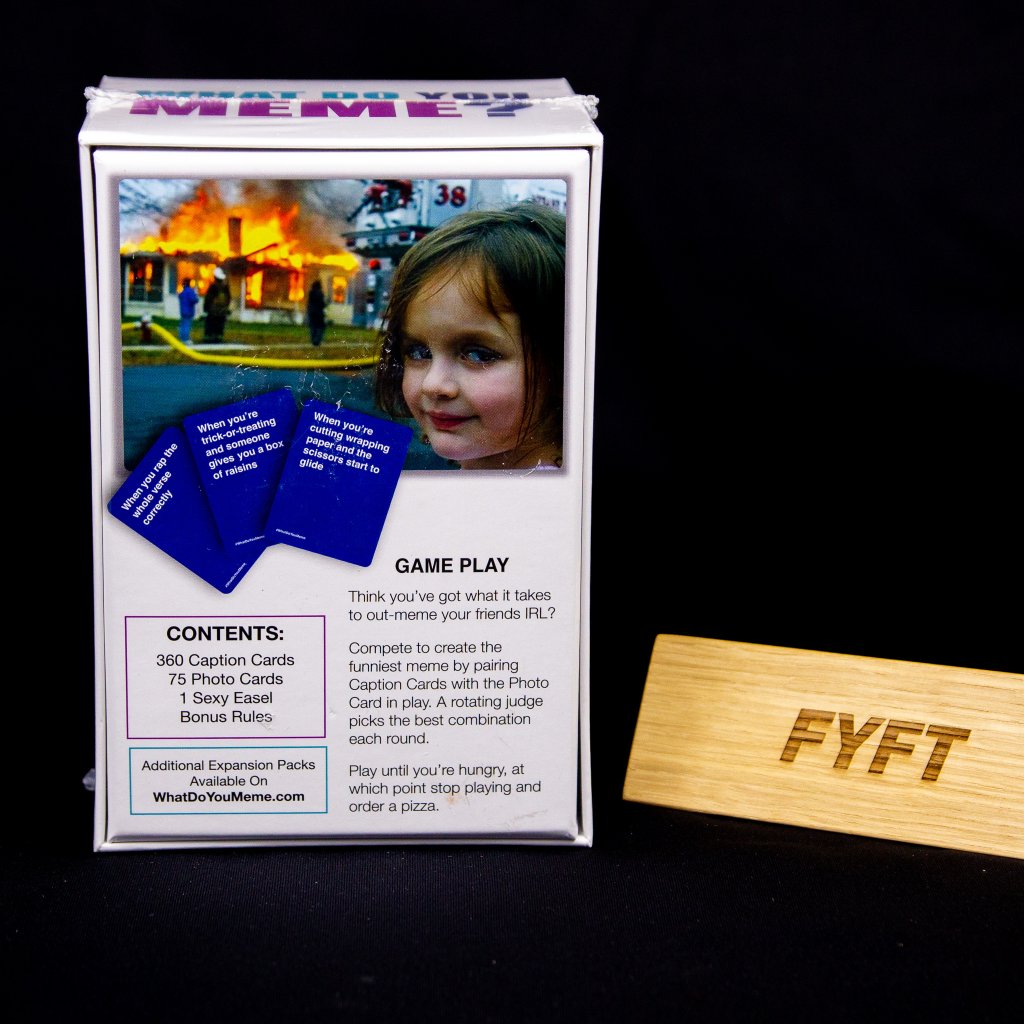 WHAT DO YOU
MEME?
38
When you rap the
whole verse
correctly
When you're
trick-or-treating
and someone
gives you a box
of raisins
When you're
cutting wrapping
paper and the
scissors start to
glide
#WhatDoYouMeme
#WhatDoYouMeme
#WhatDoYouMeme
GAME PLAY
Think you've got what it takes
to out-meme your friends IRL?
Compete to create the
funniest meme by pairing
Caption Cards with the Photo
Card in play. A rotating judge
picks the best combination
each round.
Play until you're hungry, at
which point stop playing and
order a pizza.
CONTENTS:
360 Caption Cards
75 Photo Cards
1 Sexy Easel
Bonus Rules
Additional Expansion Packs
Available On
WhatDoYouMeme.com
FYFT